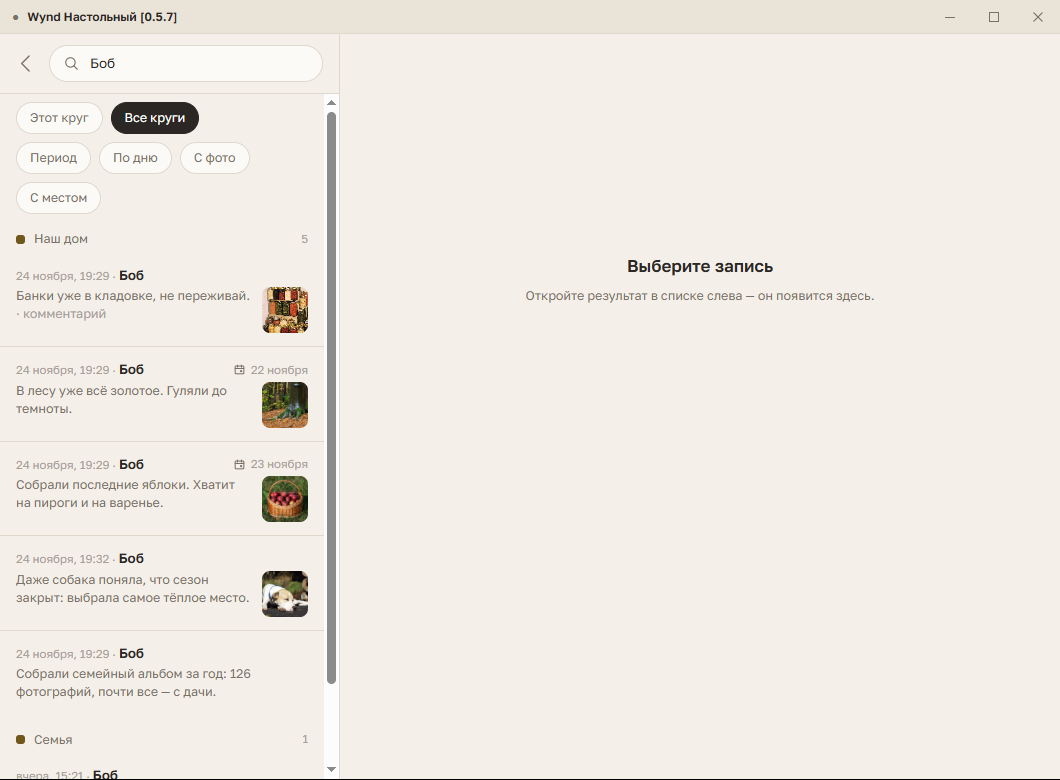 Wynd Настольный [0.5.7]
Боб
Этот круг
Все круги
Период
По дню
С фото
С местом
Наш дом 5
24 ноября, 19:29 · Боб
Банки уже в кладовке, не переживай.
· комментарий
24 ноября, 19:29 · Боб 22 ноября
В лесу уже всё золотое. Гуляли до
темноты.
24 ноября, 19:29 · Боб 23 ноября
Собрали последние яблоки. Хватит
на пироги и на варенье.
24 ноября, 19:32 · Боб
Даже собака поняла, что сезон
закрыт: выбрала самое тёплое место.
24 ноября, 19:29 · Боб
Собрали семейный альбом за год: 126
фотографий, почти все — с дачи.
Семья 1
вчера, 15:21 · Боб
Выберите запись
Откройте результат в списке слева — он появится здесь.